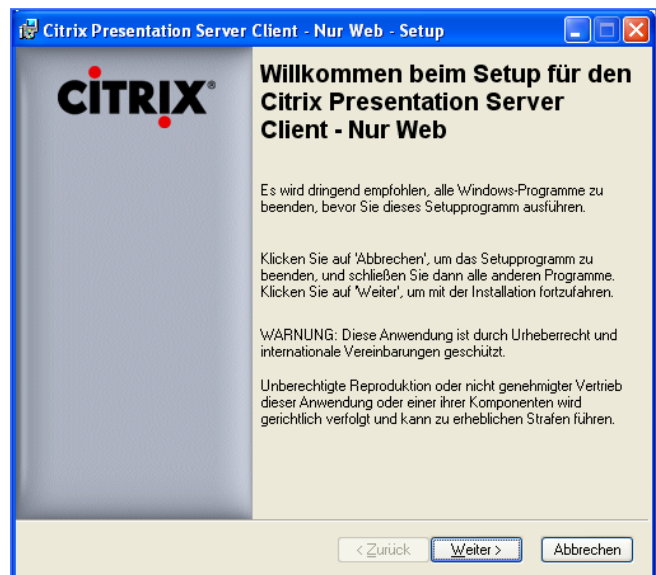 Citrix Presentation Server Client - Nur Web - Setup
CİTRIX®
Willkommen beim Setup für den
Citrix Presentation Server
Client - Nur Web
Es wird dringend empfohlen, alle Windows-Programme zu
beenden, bevor Sie dieses Setupprogramm ausführen.
Klicken Sie auf 'Abbrechen', um das Setupprogramm zu
beenden, und schließen Sie dann alle anderen Programme.
Klicken Sie auf 'Weiter', um mit der Installation fortzufahren.
WARNUNG: Diese Anwendung ist durch Urheberrecht und
internationale Vereinbarungen geschützt.
Unberechtigte Reproduktion oder nicht genehmigter Vertrieb
dieser Anwendung oder einer ihrer Komponenten wird
gerichtlich verfolgt und kann zu erheblichen Strafen führen.
< Zurück Weiter > Abbrechen